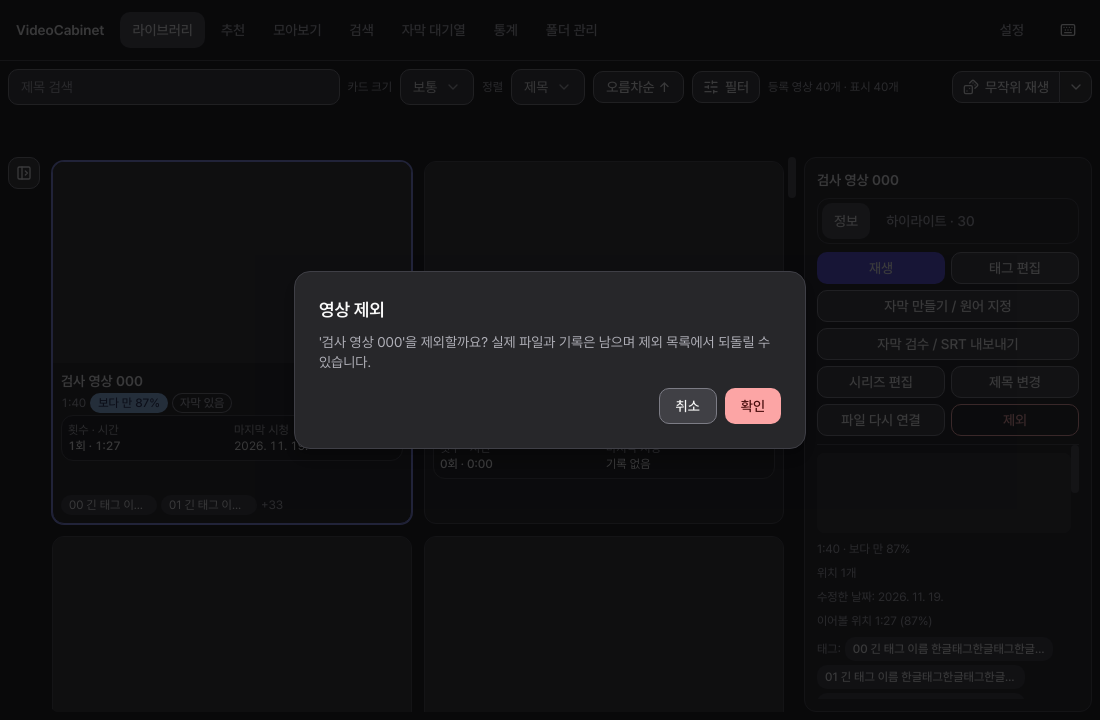 VideoCabinet 라이브러리 추천 모아보기 검색 자막 대기열 통계 폴더 관리 설정
제목 검색 카드 크기 보통 정렬 제목 오름차순 ↑ 필터 등록 영상 40개 · 표시 40개 무작위 재생
검사 영상 000
정보 하이라이트 · 30
재생 태그 편집
자막 만들기 / 원어 지정
자막 검수 / SRT 내보내기
시리즈 편집 제목 변경
파일 다시 연결 제외
영상 제외
'검사 영상 000'을 제외할까요? 실제 파일과 기록은 남으며 제외 목록에서 되돌릴 수
있습니다.
취소 확인
검사 영상 000
1:40 보다 만 87% 자막 있음
횟수 · 시간 마지막 시청
1회 · 1:27 2026. 11. 19.
00 긴 태그 이... 01 긴 태그 이... +33
0회 · 0:00 기록 없음
1:40 · 보다 만 87%
위치 1개
수정한 날짜: 2026. 11. 19.
이어볼 위치 1:27 (87%)
태그: 00 긴 태그 이름 한글태그한글태그한글...
01 긴 태그 이름 한글태그한글태그한글...